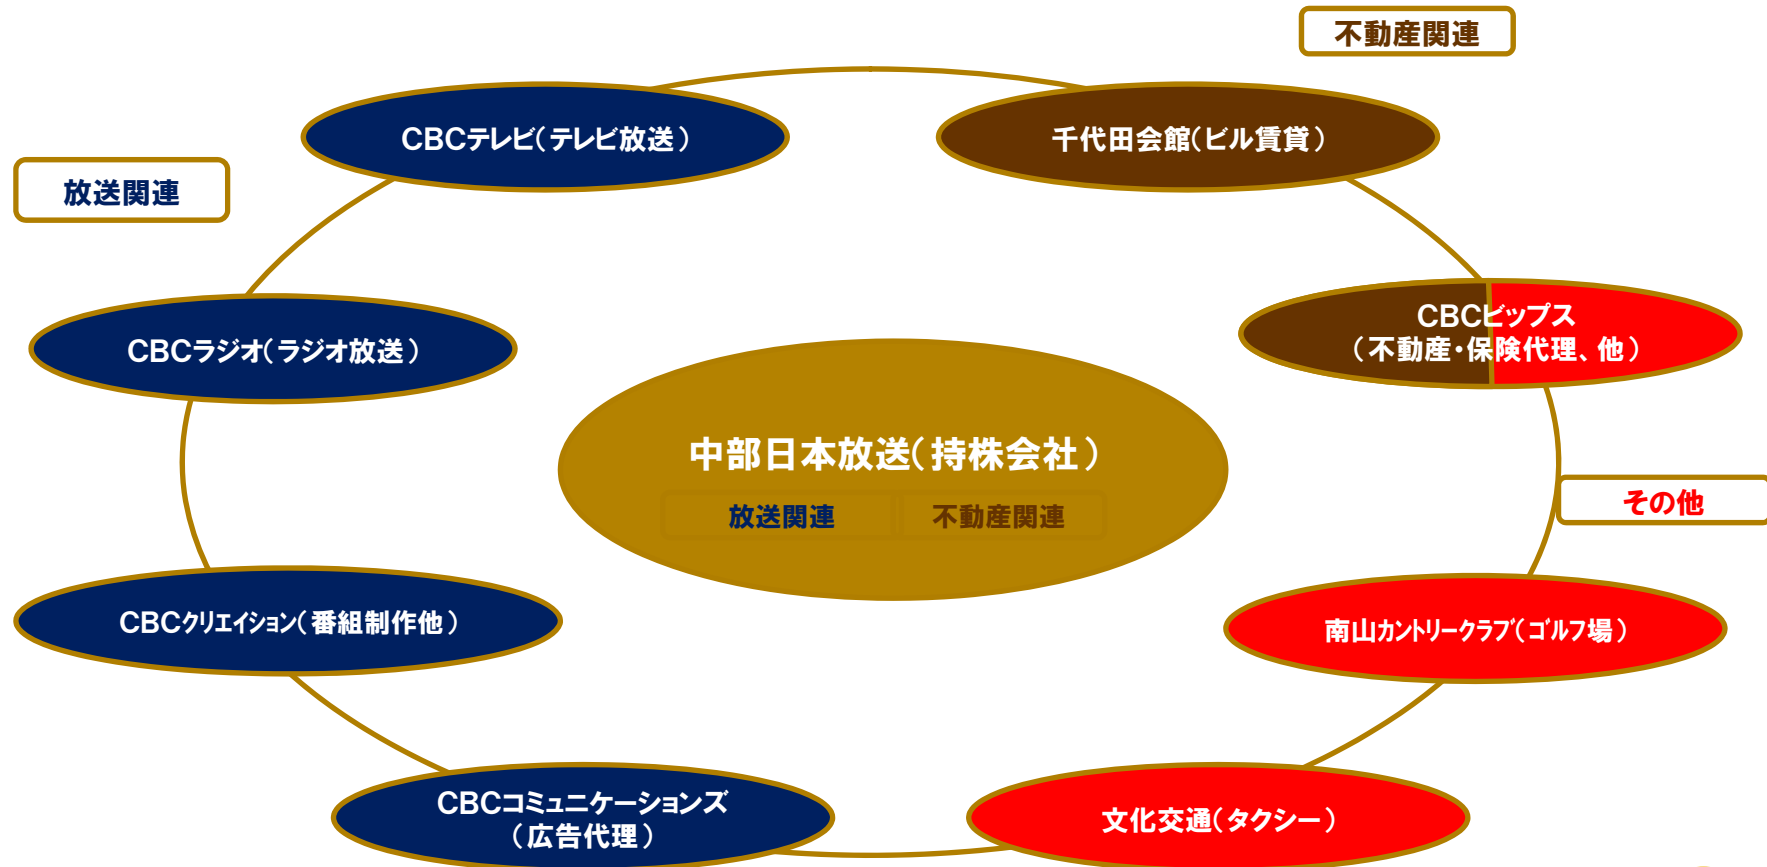 不動産関連
CBCテレビ(テレビ放送)
千代田会館(ビル賃貸)
放送関連
CBCラジオ(ラジオ放送)
CBCビップス
(不動産・保険代理、他)
中部日本放送(持株会社)
放送関連
不動産関連
その他
CBCクリエイション(番組制作他)
南山カントリークラブ(ゴルフ場)
CBCコミュニケーションズ
(広告代理)
文化交通(タクシー)